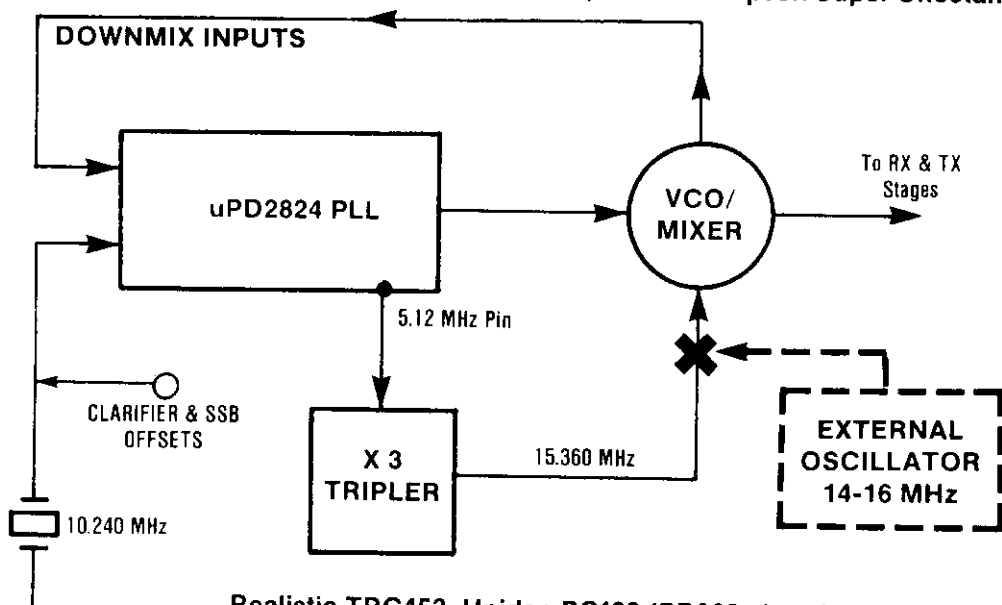 DOWNMIX INPUTS
uPD2824 PLL
VCO/
MIXER
To RX & TX
Stages
5.12 MHz Pin
CLARIFIER & SSB
OFFSETS
X 3
TRIPLER
15.360 MHz
EXTERNAL
OSCILLATOR
14-16 MHz
10.240 MHz